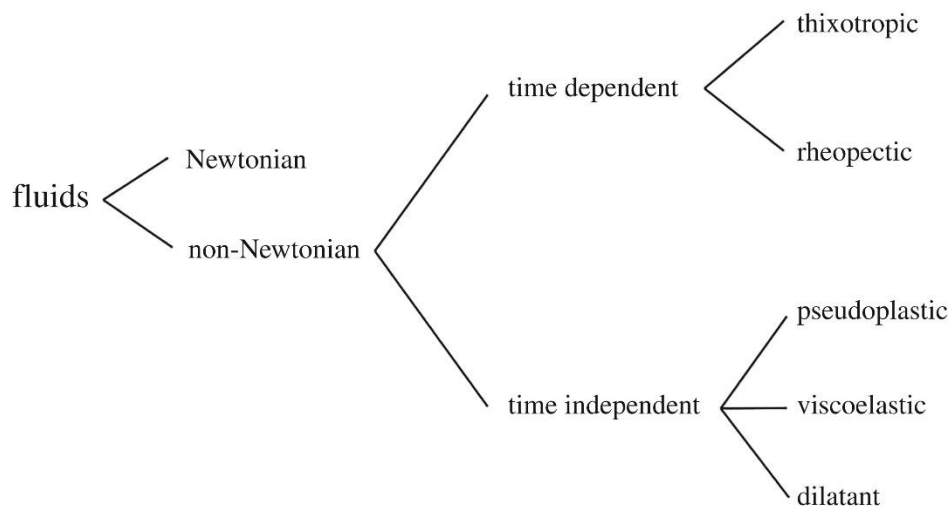 fluids
Newtonian
non-Newtonian
time dependent
thixotropic
rheopectic
time independent
pseudoplastic
viscoelastic
dilatant